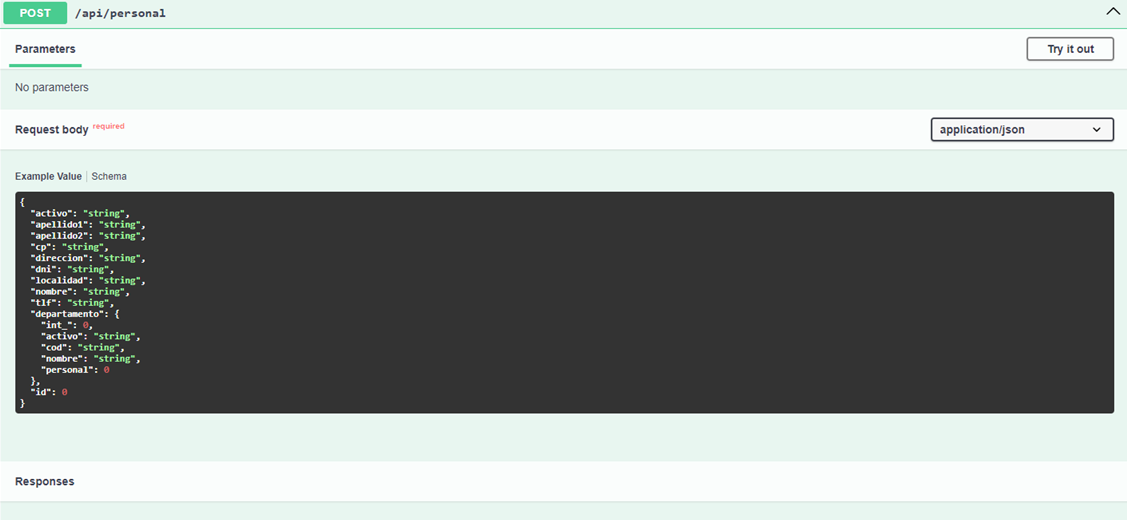 POST /api/personal
Parameters
Try it out
No parameters
Request body required
application/json
Example Value | Schema
{
  "activo": "string",
  "apellido1": "string",
  "apellido2": "string",
  "cp": "string",
  "direccion": "string",
  "dni": "string",
  "localidad": "string",
  "nombre": "string",
  "tlf": "string",
  "departamento": {
    "int_": 0,
    "activo": "string",
    "cod": "string",
    "nombre": "string",
    "personal": 0
  },
  "id": 0
}
Responses